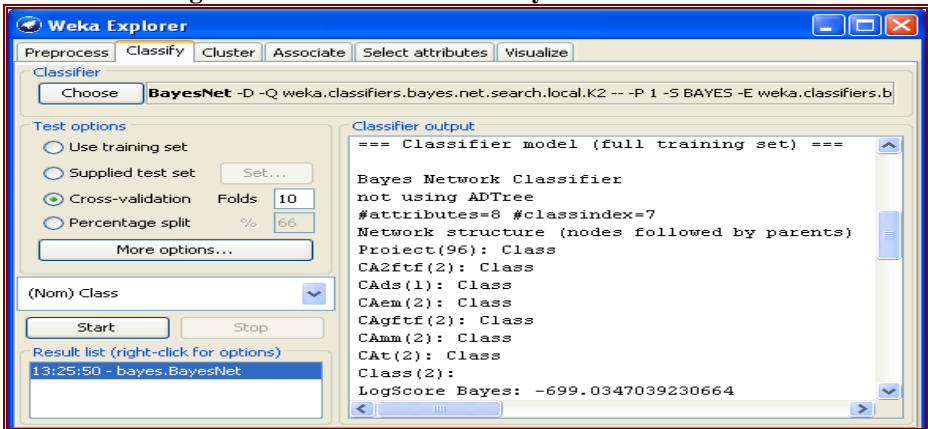 Weka Explorer
Preprocess Classify Cluster Associate Select attributes Visualize
Classifier
Choose BayesNet -D -Q weka.classifiers.bayes.net.search.local.K2 -- -P 1 -S BAYES -E weka.classifiers.b
Test options
Use training set
Supplied test set Set...
Cross-validation Folds 10
Percentage split % 66
More options...
(Nom) Class
Start Stop
Result list (right-click for options)
13:25:50 - bayes.BayesNet
Classifier output
=== Classifier model (full training set) ===
Bayes Network Classifier
not using ADTree
#attributes=8 #classindex=7
Network structure (nodes followed by parents)
Proiect(96): Class
CA2ftf(2): Class
CAds(1): Class
CAem(2): Class
CAgftf(2): Class
CAmm(2): Class
CAt(2): Class
Class(2):
LogScore Bayes: -699.0347039230664